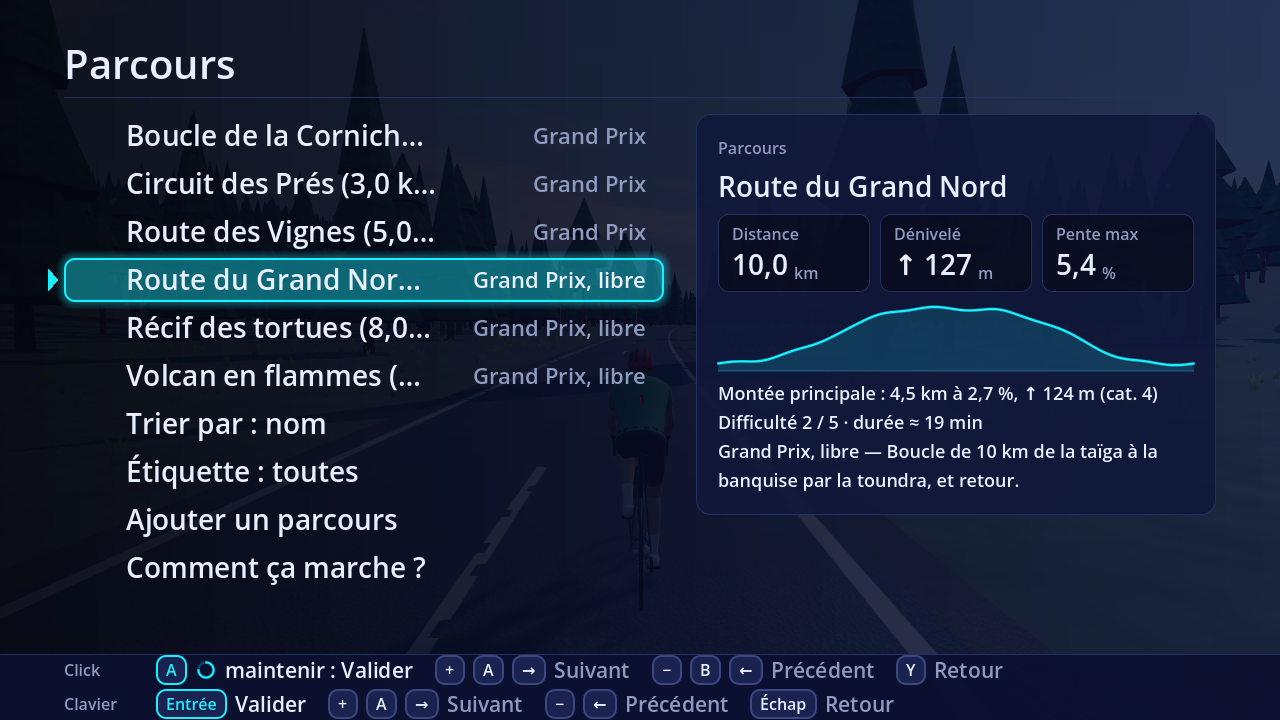 Parcours
Boucle de la Cornich... Grand Prix
Circuit des Prés (3,0 k... Grand Prix
Route des Vignes (5,0... Grand Prix
Route du Grand Nor... Grand Prix, libre
Récif des tortues (8,0... Grand Prix, libre
Volcan en flammes (... Grand Prix, libre
Trier par : nom
Étiquette : toutes
Ajouter un parcours
Comment ça marche ?
Parcours
Route du Grand Nord
Distance Dénivelé Pente max
10,0 km ↑ 127 m 5,4 %
Montée principale : 4,5 km à 2,7 %, ↑ 124 m (cat. 4)
Difficulté 2 / 5 · durée ≈ 19 min
Grand Prix, libre — Boucle de 10 km de la taïga à la
banquise par la toundra, et retour.
Click A maintenir : Valider + A → Suivant − B ← Précédent Y Retour
Clavier Entrée Valider + A → Suivant − ← Précédent Échap Retour